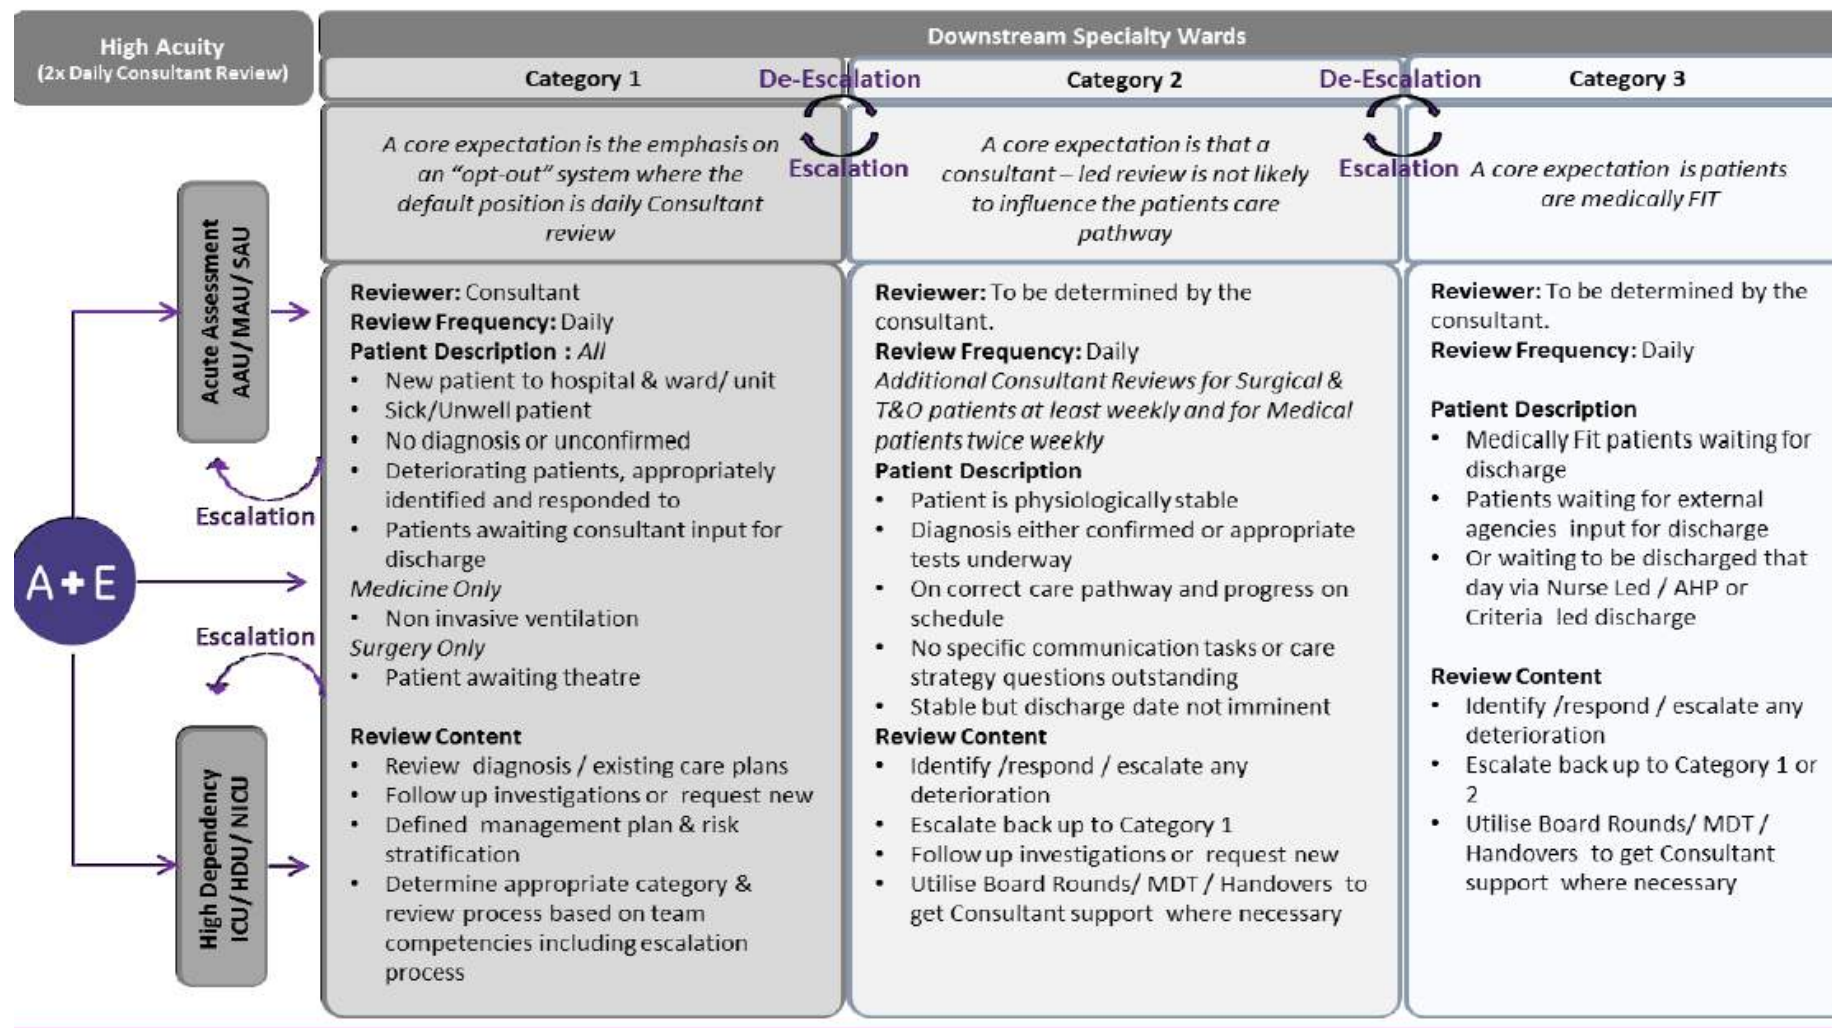 High Acuity
(2x Daily Consultant Review)
Downstream Specialty Wards
Category 1
De-Escalation
Category 2
De-Escalation
Category 3
A core expectation is the emphasis on
an “opt-out” system where the
default position is daily Consultant
review
Escalation
A core expectation is that a
consultant – led review is not likely
to influence the patients care
pathway
Escalation
A core expectation is patients
are medically FIT
Acute Assessment
AAU/ MAU/ SAU
Escalation
A + E
Escalation
High Dependency
ICU/ HDU/ NICU
Reviewer: Consultant
Review Frequency: Daily
Patient Description : All
• New patient to hospital & ward/ unit
• Sick/Unwell patient
• No diagnosis or unconfirmed
• Deteriorating patients, appropriately
identified and responded to
• Patients awaiting consultant input for
discharge
Medicine Only
• Non invasive ventilation
Surgery Only
• Patient awaiting theatre
Review Content
• Review diagnosis / existing care plans
• Follow up investigations or request new
• Defined management plan & risk
stratification
• Determine appropriate category &
review process based on team
competencies including escalation
process
Reviewer: To be determined by the
consultant.
Review Frequency: Daily
Additional Consultant Reviews for Surgical &
T&O patients at least weekly and for Medical
patients twice weekly
Patient Description
• Patient is physiologically stable
• Diagnosis either confirmed or appropriate
tests underway
• On correct care pathway and progress on
schedule
• No specific communication tasks or care
strategy questions outstanding
• Stable but discharge date not imminent
Review Content
• Identify /respond / escalate any
deterioration
• Escalate back up to Category 1
• Follow up investigations or request new
• Utilise Board Rounds/ MDT / Handovers to
get Consultant support where necessary
Reviewer: To be determined by the
consultant.
Review Frequency: Daily
Patient Description
• Medically Fit patients waiting for
discharge
• Patients waiting for external
agencies input for discharge
• Or waiting to be discharged that
day via Nurse Led / AHP or
Criteria led discharge
Review Content
• Identify /respond / escalate any
deterioration
• Escalate back up to Category 1 or
2
• Utilise Board Rounds/ MDT /
Handovers to get Consultant
support where necessary